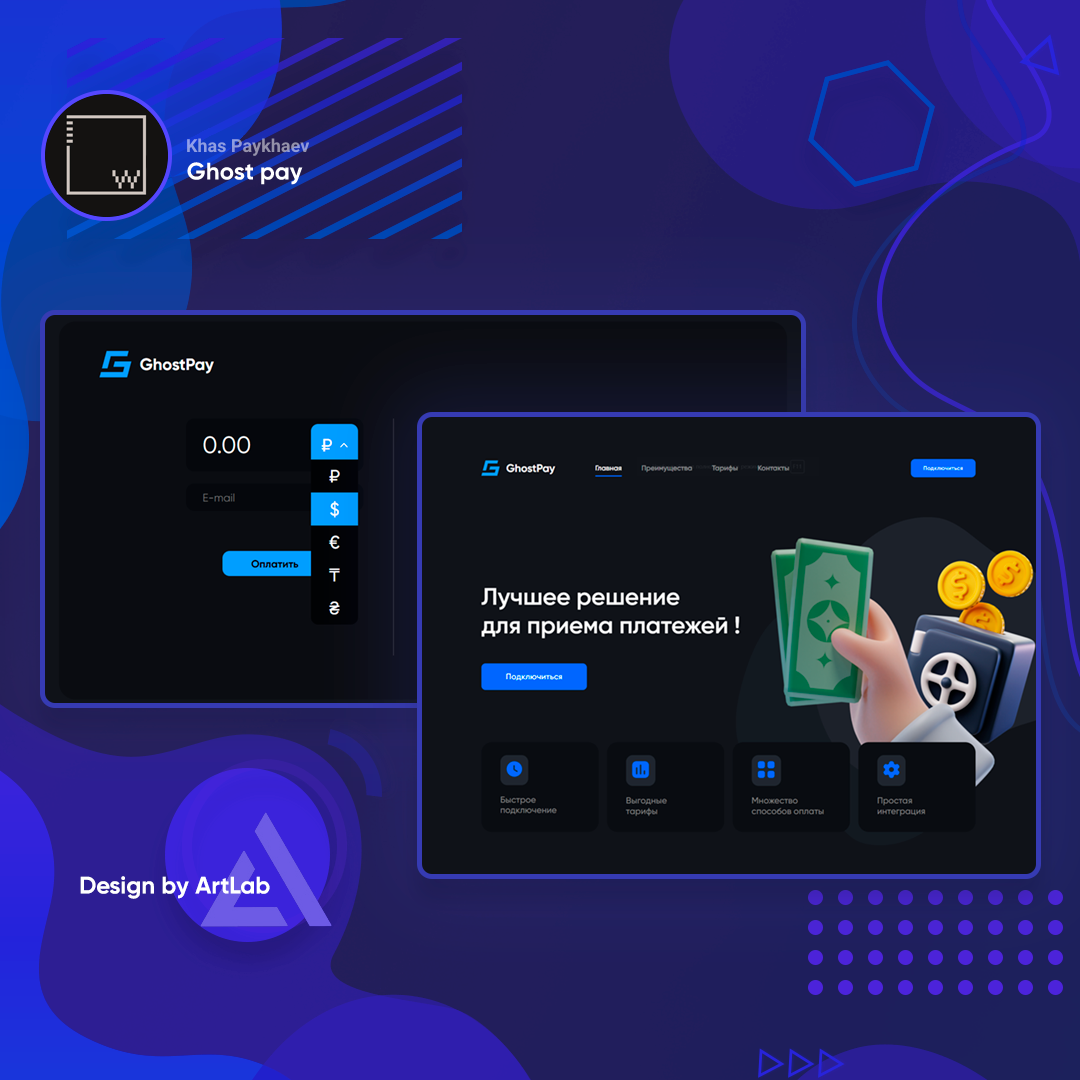 Khas Paykhaev
Ghost pay
GhostPay
0.00
₽
₽
$
€
₸
₴
E-mail
Оплатить
GhostPay
Главная Преимущества Тарифы Контакты
Подключиться
Лучшее решение
для приема платежей !
Подключиться
Быстрое
подключение
Выгодные
тарифы
Множество
способов оплаты
Простая
интеграция
Design by ArtLab